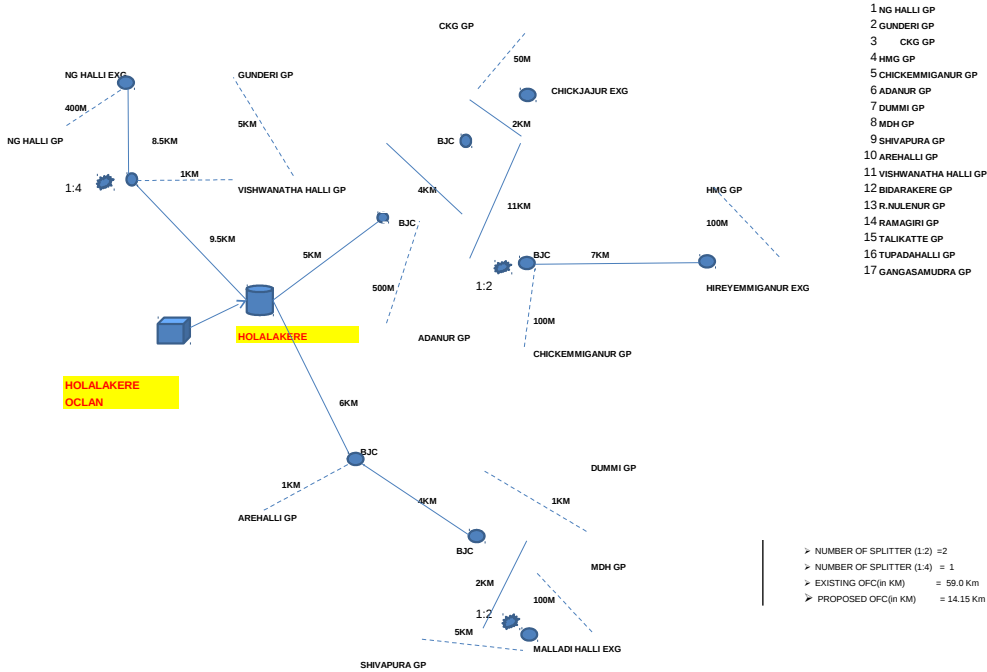 CKG GP
50M
NG HALLI EXG
GUNDERI GP
CHICKJAJUR EXG
400M
5KM
2KM
NG HALLI GP
8.5KM
BJC
1:4
1KM
VISHWANATHA HALLI GP
4KM
HMG GP
11KM
BJC
100M
9.5KM
5KM
BJC
7KM
500M
1:2
HIREYEMMIGANUR EXG
100M
HOLALAKERE
ADANUR GP
CHICKEMMIGANUR GP
HOLALAKERE
OCLAN
6KM
BJC
DUMMI GP
1KM
4KM
1KM
AREHALLI GP
BJC
MDH GP
2KM
100M
1:2
5KM
MALLADI HALLI EXG
SHIVAPURA GP
1 NG HALLI GP
2 GUNDERI GP
3 CKG GP
4 HMG GP
5 CHICKEMMIGANUR GP
6 ADANUR GP
7 DUMMI GP
8 MDH GP
9 SHIVAPURA GP
10 AREHALLI GP
11 VISHWANATHA HALLI GP
12 BIDARAKERE GP
13 R.NULENUR GP
14 RAMAGIRI GP
15 TALIKATTE GP
16 TUPADAHALLI GP
17 GANGASAMUDRA GP
➢ NUMBER OF SPLITTER (1:2) =2
➢ NUMBER OF SPLITTER (1:4) = 1
➢ EXISTING OFC(in KM) = 59.0 Km
➢ PROPOSED OFC(in KM) = 14.15 Km